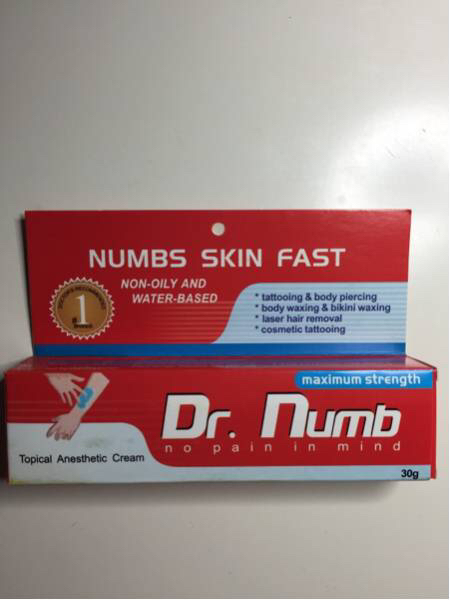 NUMBS SKIN FAST
NON-OILY AND
WATER-BASED
* tattooing & body piercing
* body waxing & bikini waxing
* laser hair removal
* cosmetic tattooing
1
maximum strength
Dr. Numb
no pain in mind
Topical Anesthetic Cream
30g